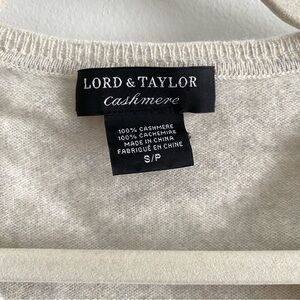 LORD & TAYLOR
Cashmere
100% CASHMERE
100% CACHEMIRE
MADE IN CHINA
FABRIQUÉ EN CHINE
S/P